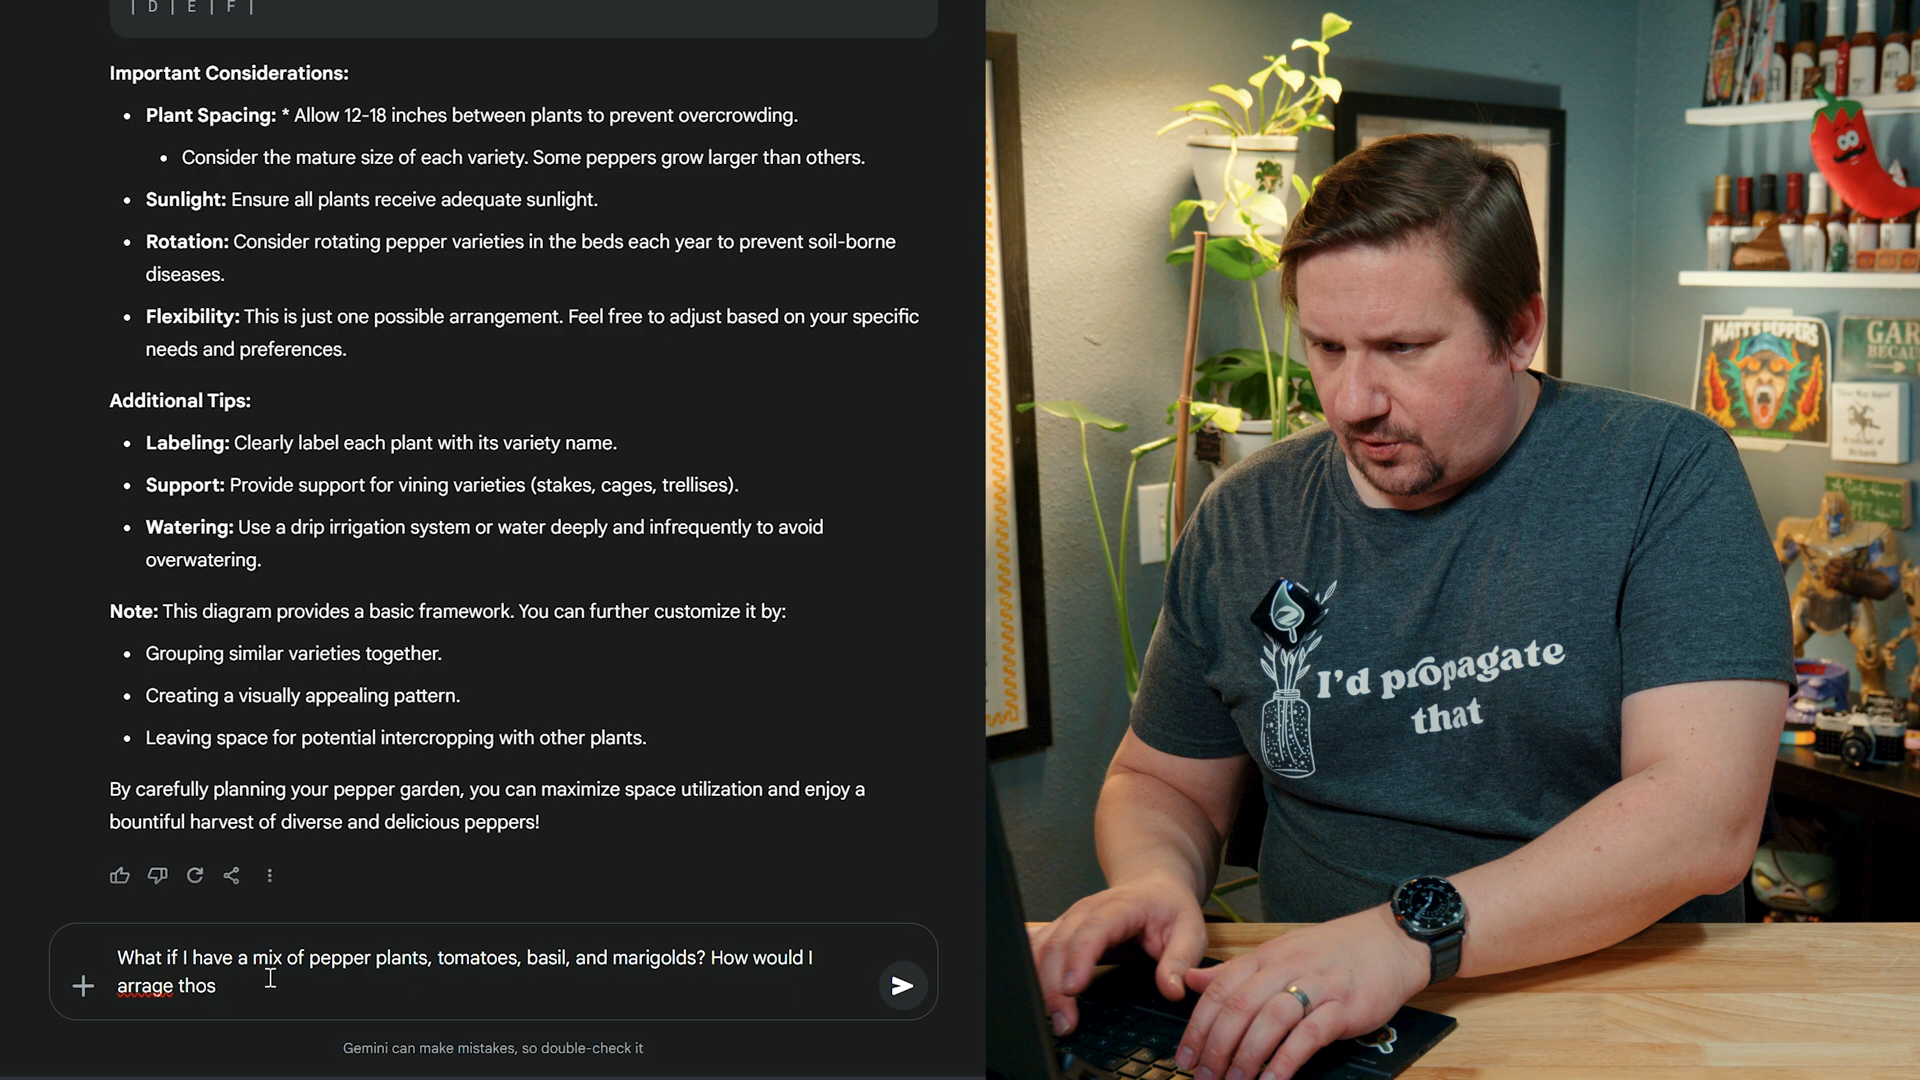 | D | E | F |
Important Considerations:
• Plant Spacing: * Allow 12-18 inches between plants to prevent overcrowding.
• Consider the mature size of each variety. Some peppers grow larger than others.
• Sunlight: Ensure all plants receive adequate sunlight.
• Rotation: Consider rotating pepper varieties in the beds each year to prevent soil-borne
diseases.
• Flexibility: This is just one possible arrangement. Feel free to adjust based on your specific
needs and preferences.
Additional Tips:
• Labeling: Clearly label each plant with its variety name.
• Support: Provide support for vining varieties (stakes, cages, trellises).
• Watering: Use a drip irrigation system or water deeply and infrequently to avoid
overwatering.
Note: This diagram provides a basic framework. You can further customize it by:
• Grouping similar varieties together.
• Creating a visually appealing pattern.
• Leaving space for potential intercropping with other plants.
By carefully planning your pepper garden, you can maximize space utilization and enjoy a
bountiful harvest of diverse and delicious peppers!
What if I have a mix of pepper plants, tomatoes, basil, and marigolds? How would I
arrage thos
Gemini can make mistakes, so double-check it
I'd propagate
that
MATT'S PEPPERS
GAR
BECAU